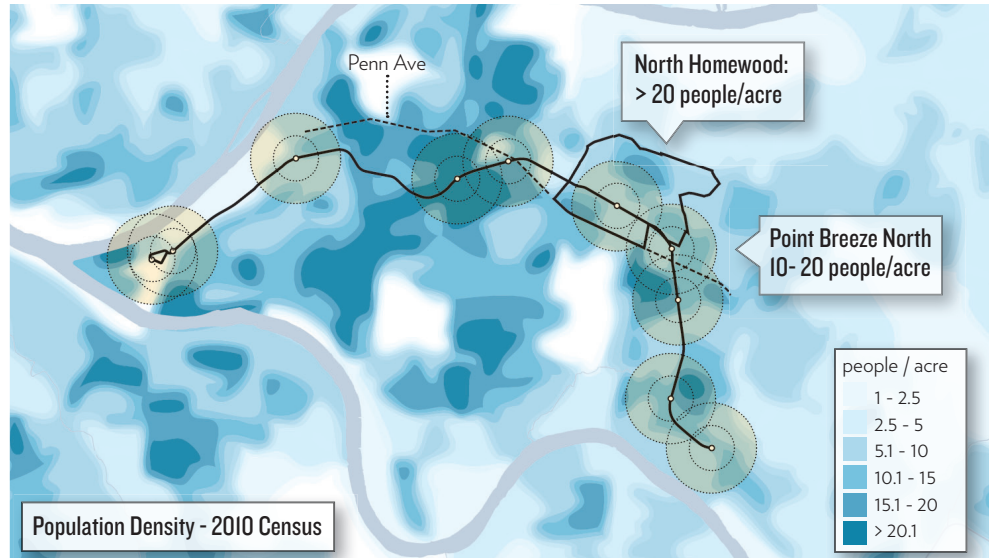 Penn Ave
North Homewood:
> 20 people/acre
Point Breeze North
10- 20 people/acre
people / acre
1 - 2.5
2.5 - 5
5.1 - 10
10.1 - 15
15.1 - 20
> 20.1
Population Density - 2010 Census